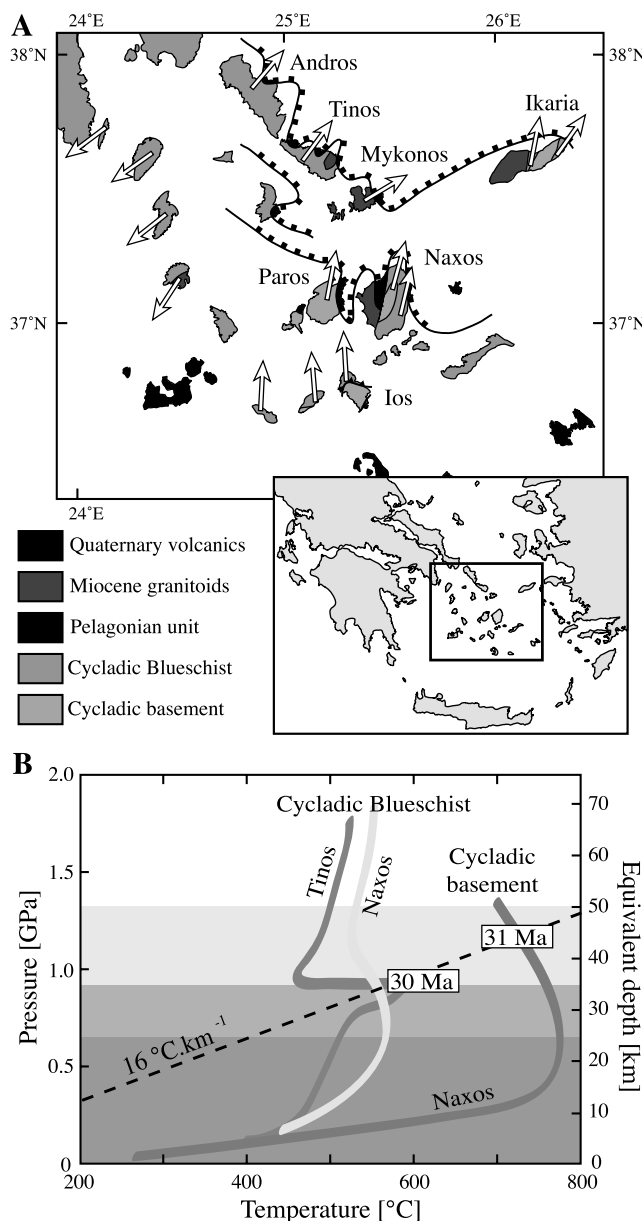 A
24°E
25°E
26°E
38°N
38°N
Andros
Tinos
Ikaria
Mykonos
Paros
Naxos
37°N
37°N
Ios
24°E
Quaternary volcanics
Miocene granitoids
Pelagonian unit
Cycladic Blueschist
Cycladic basement
B
2.0
1.5
1.0
0.5
0
Pressure [GPa]
Cycladic Blueschist
Tinos
Naxos
Cycladic
basement
31 Ma
30 Ma
16 °C.km⁻¹
Naxos
70
60
50
40
30
20
10
0
Equivalent depth
[km]
200
400
600
800
Temperature [°C]